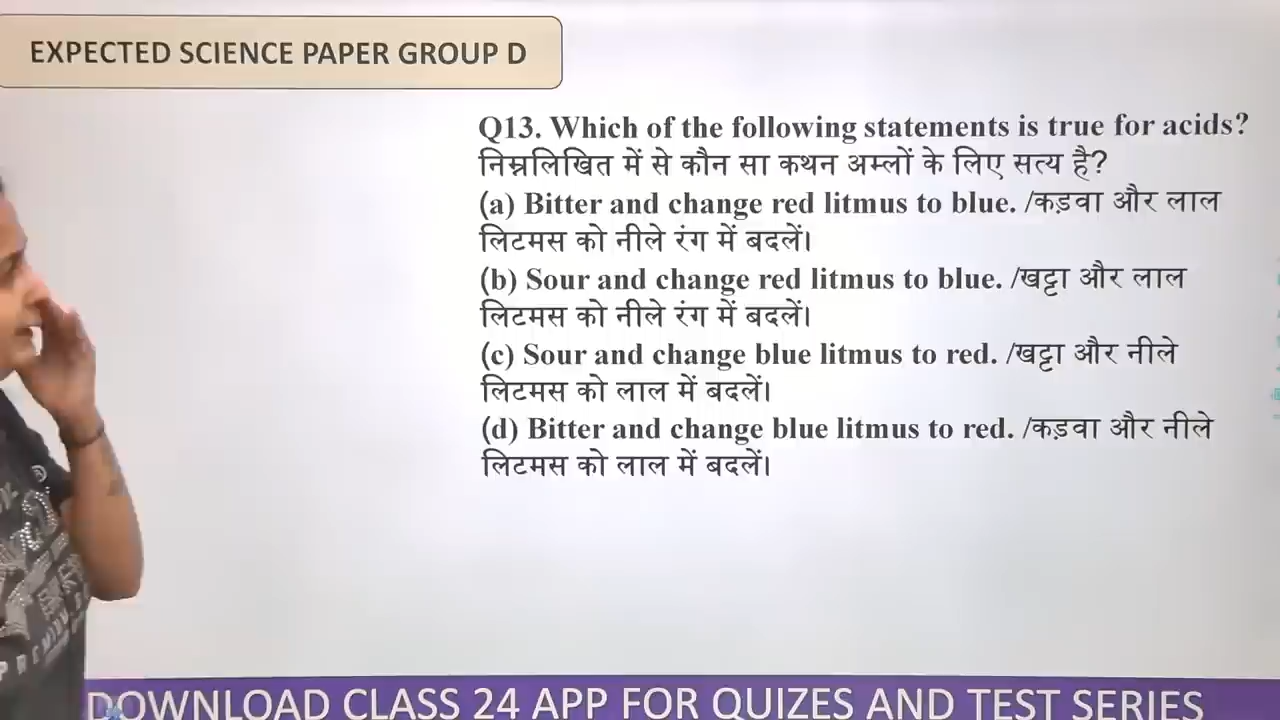 EXPECTED SCIENCE PAPER GROUP D
Q13. Which of the following statements is true for acids?
निम्नलिखित में से कौन सा कथन अम्लों के लिए सत्य है?
(a) Bitter and change red litmus to blue. /कड़वा और लाल
लिटमस को नीले रंग में बदलें।
(b) Sour and change red litmus to blue. /खट्टा और लाल
लिटमस को नीले रंग में बदलें।
(c) Sour and change blue litmus to red. /खट्टा और नीले
लिटमस को लाल में बदलें।
(d) Bitter and change blue litmus to red. /कड़वा और नीले
लिटमस को लाल में बदलें।
DOWNLOAD CLASS 24 APP FOR QUIZES AND TEST SERIES